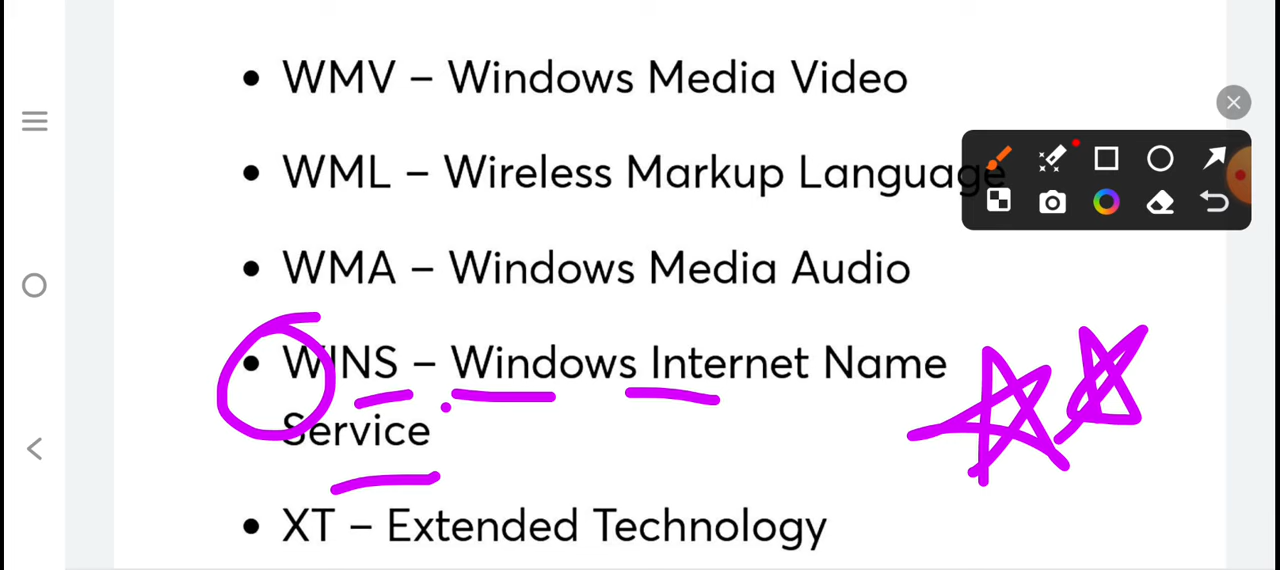 • WMV – Windows Media Video
• WML – Wireless Markup Language
• WMA – Windows Media Audio
• WINS – Windows Internet Name
Service
• XT – Extended Technology